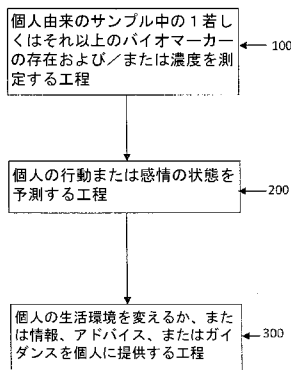 個人由来のサンプル中の1若し
くはそれ以上のバイオマーカー
の存在および／または濃度を測
定する工程
100
個人の行動または感情の状態を
予測する工程
200
個人の生活環境を変えるか、また
は情報、アドバイス、またはガイ
ダンスを個人に提供する工程
300